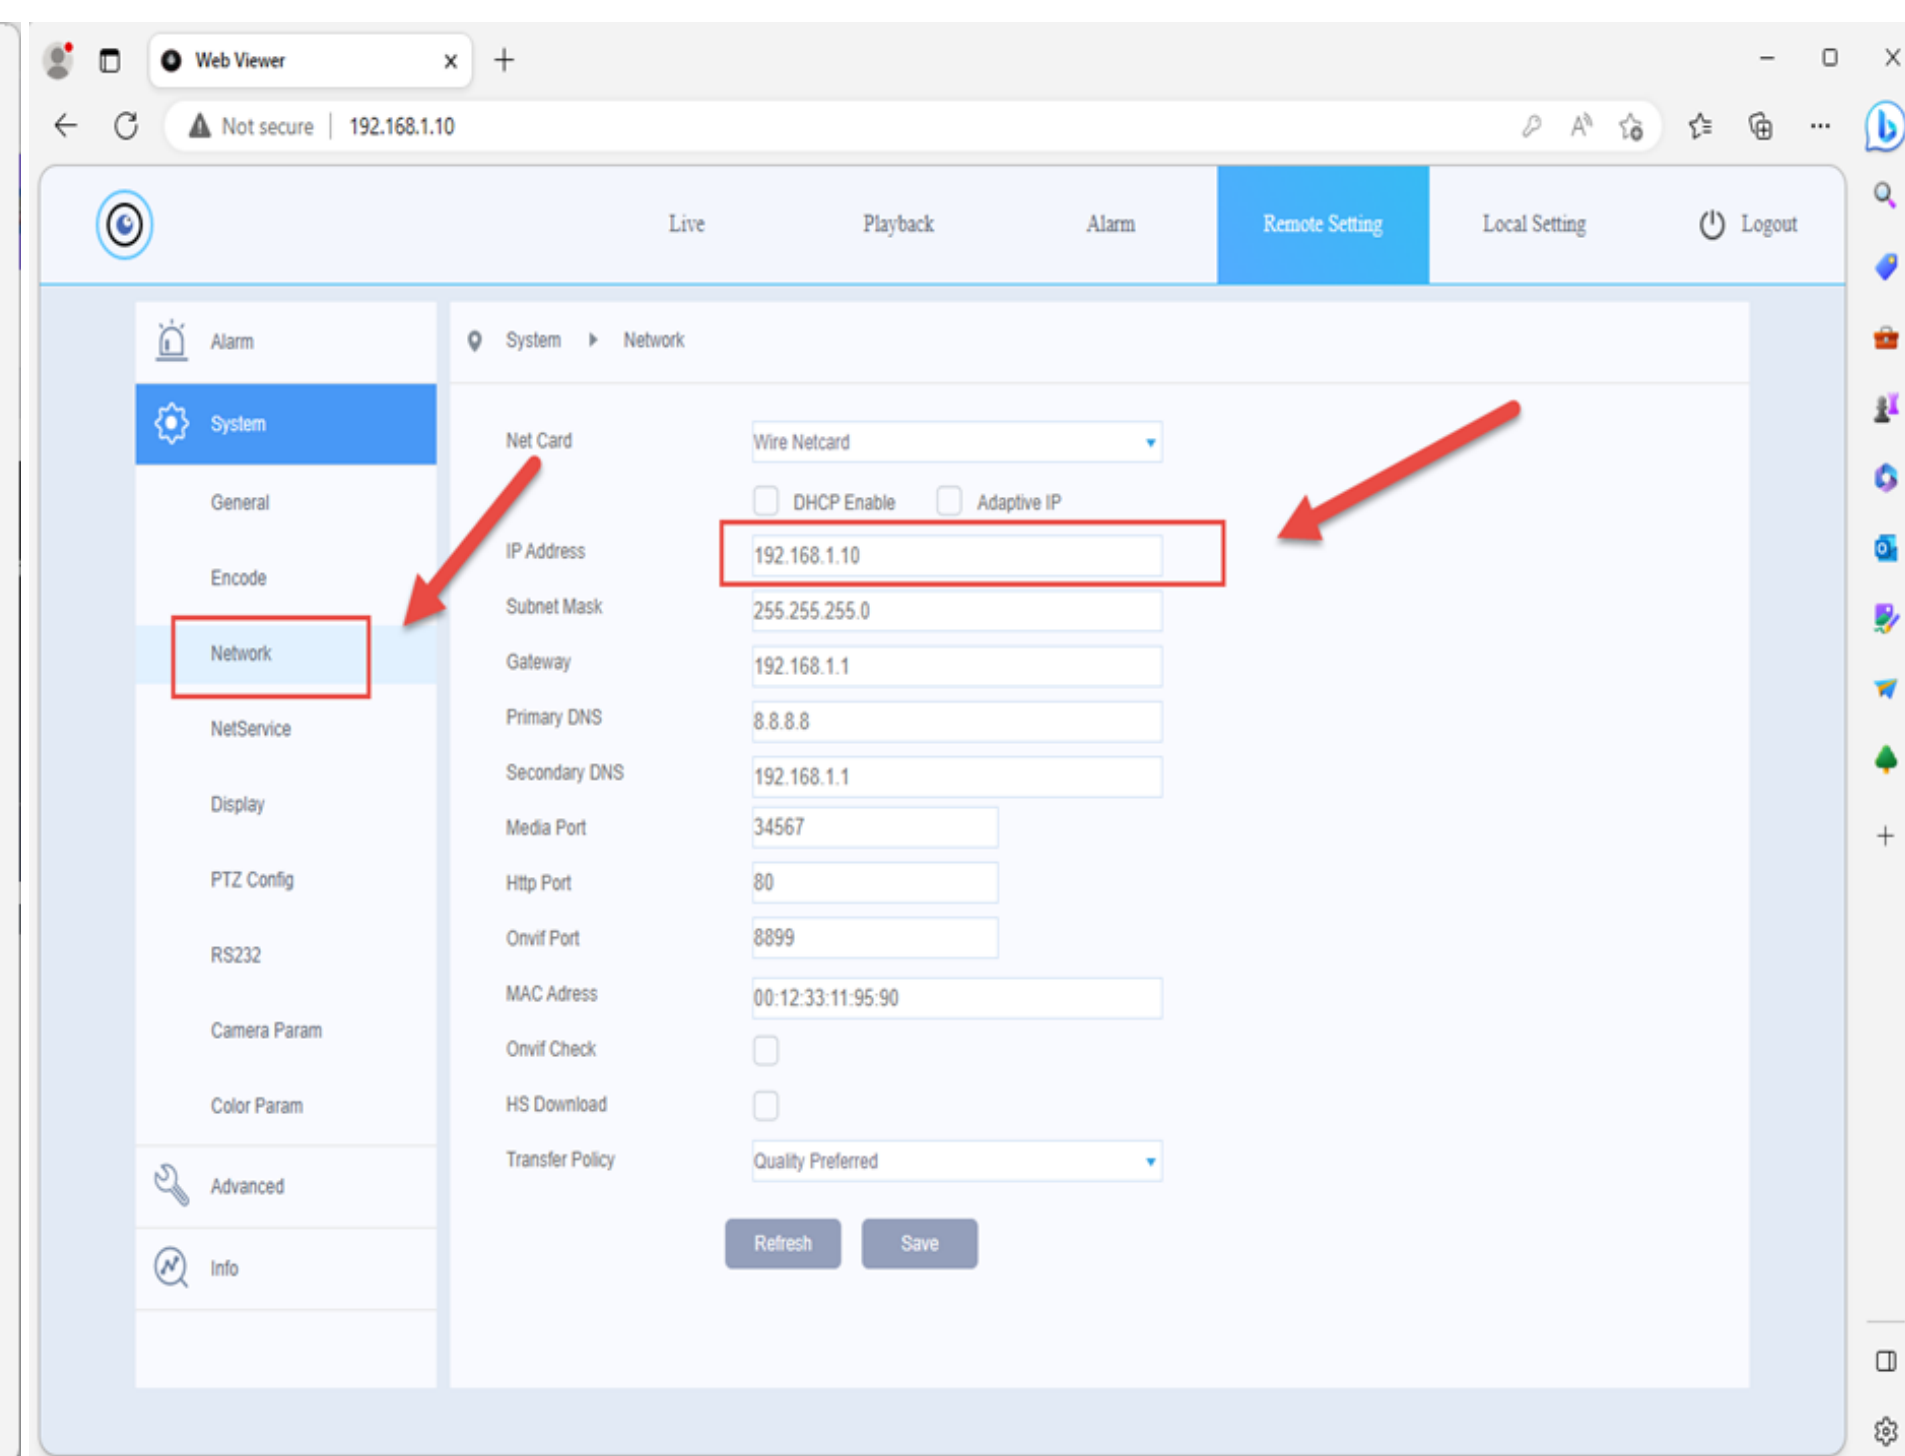 Web Viewer
Not secure 192.168.1.10
Live Playback Alarm Remote Setting Local Setting Logout
Alarm
System
General
Encode
Network
NetService
Display
PTZ Config
RS232
Camera Param
Color Param
Advanced
Info
System Network
Net Card Wire Netcard
DHCP Enable Adaptive IP
IP Address 192.168.1.10
Subnet Mask 255.255.255.0
Gateway 192.168.1.1
Primary DNS 8.8.8.8
Secondary DNS 192.168.1.1
Media Port 34567
Http Port 80
Onvif Port 8899
MAC Adress 00:12:33:11:95:90
Onvif Check
HS Download
Transfer Policy Quality Preferred
Refresh Save